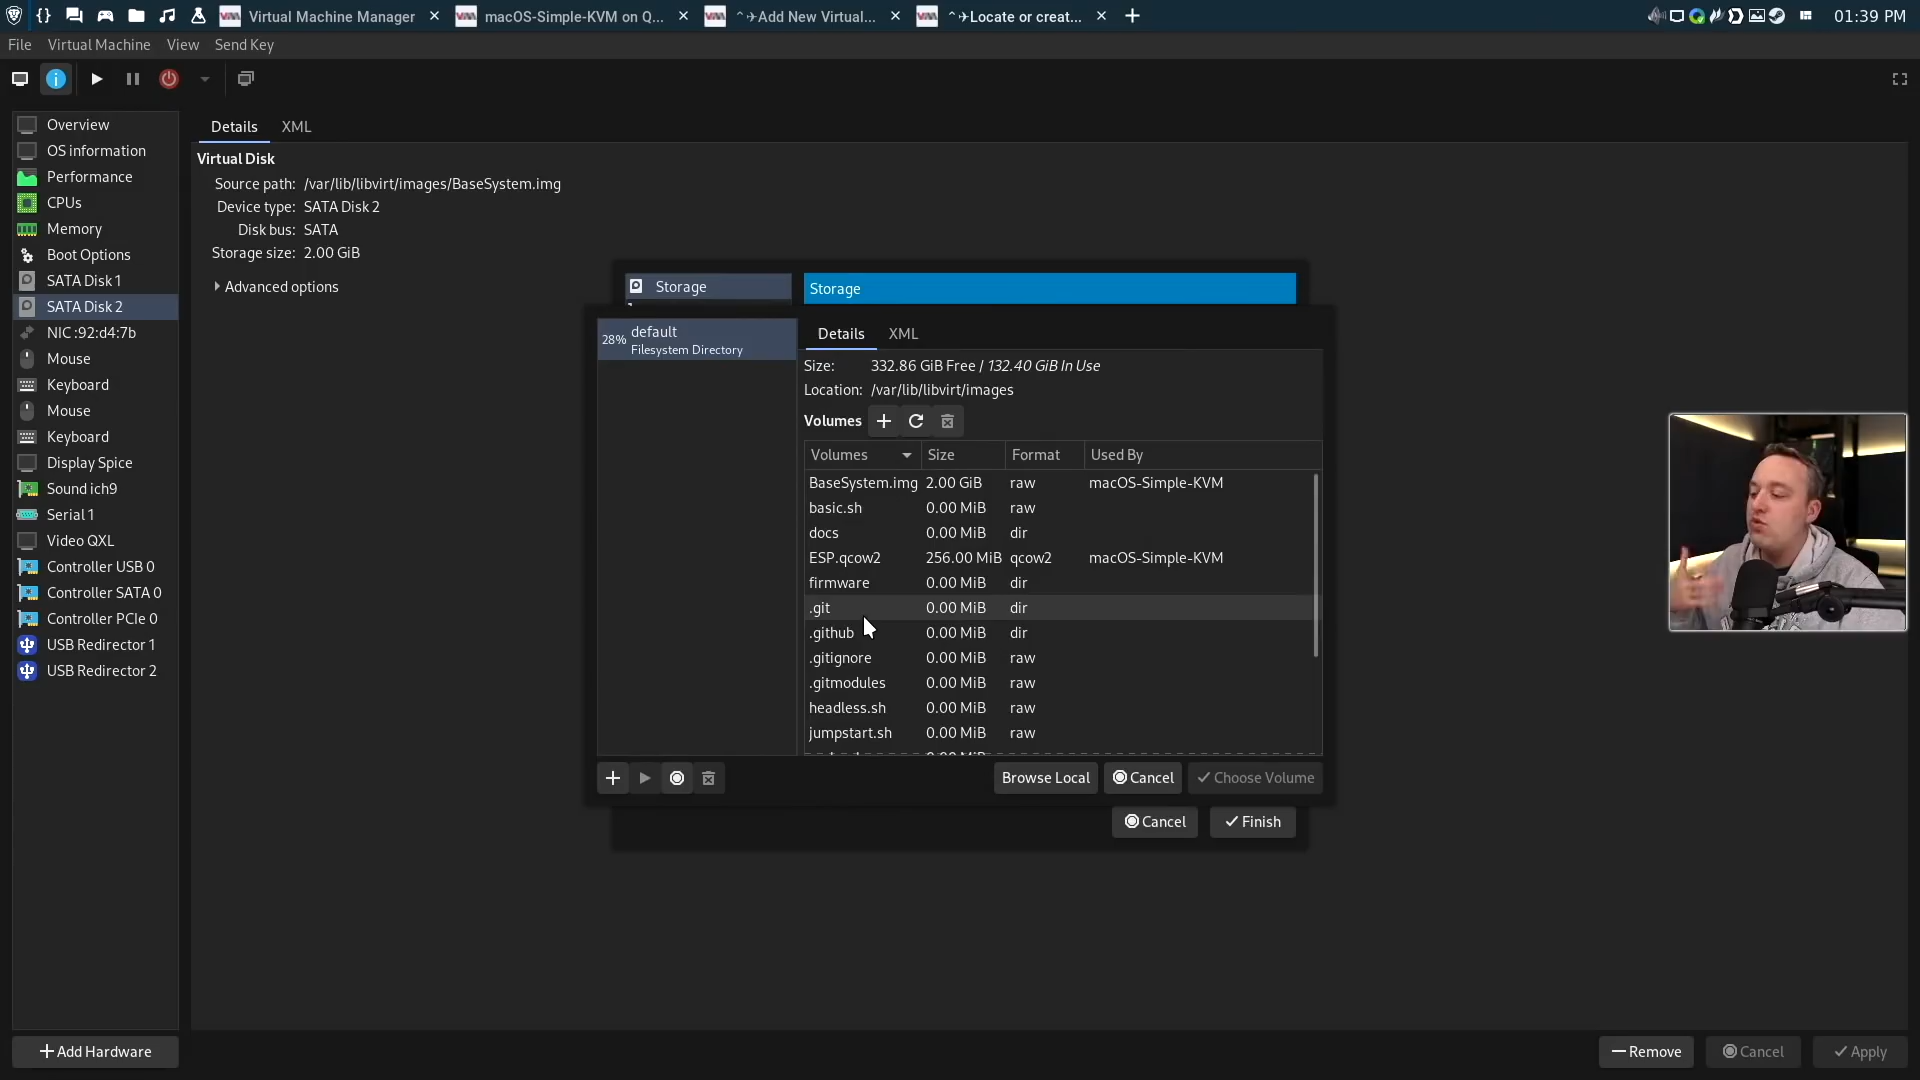 Virtual Machine Manager
macOS-Simple-KVM on Q...
Add New Virtual...
Locate or creat...
01:39 PM
File Virtual Machine View Send Key
Overview
OS information
Performance
CPUs
Memory
Boot Options
SATA Disk 1
SATA Disk 2
NIC :92:d4:7b
Mouse
Keyboard
Mouse
Keyboard
Display Spice
Sound ich9
Serial 1
Video QXL
Controller USB 0
Controller SATA 0
Controller PCIe 0
USB Redirector 1
USB Redirector 2
Add Hardware
Details XML
Virtual Disk
Source path: /var/lib/libvirt/images/BaseSystem.img
Device type: SATA Disk 2
Disk bus: SATA
Storage size: 2.00 GiB
Advanced options
Storage
Storage
28% default
Filesystem Directory
Details XML
Size: 332.86 GiB Free / 132.40 GiB In Use
Location: /var/lib/libvirt/images
Volumes
Volumes Size Format Used By
BaseSystem.img 2.00 GiB raw macOS-Simple-KVM
basic.sh 0.00 MiB raw
docs 0.00 MiB dir
ESP.qcow2 256.00 MiB qcow2 macOS-Simple-KVM
firmware 0.00 MiB dir
.git 0.00 MiB dir
.github 0.00 MiB dir
.gitignore 0.00 MiB raw
.gitmodules 0.00 MiB raw
headless.sh 0.00 MiB raw
jumpstart.sh 0.00 MiB raw
Browse Local Cancel Choose Volume
Cancel Finish
Remove Cancel Apply